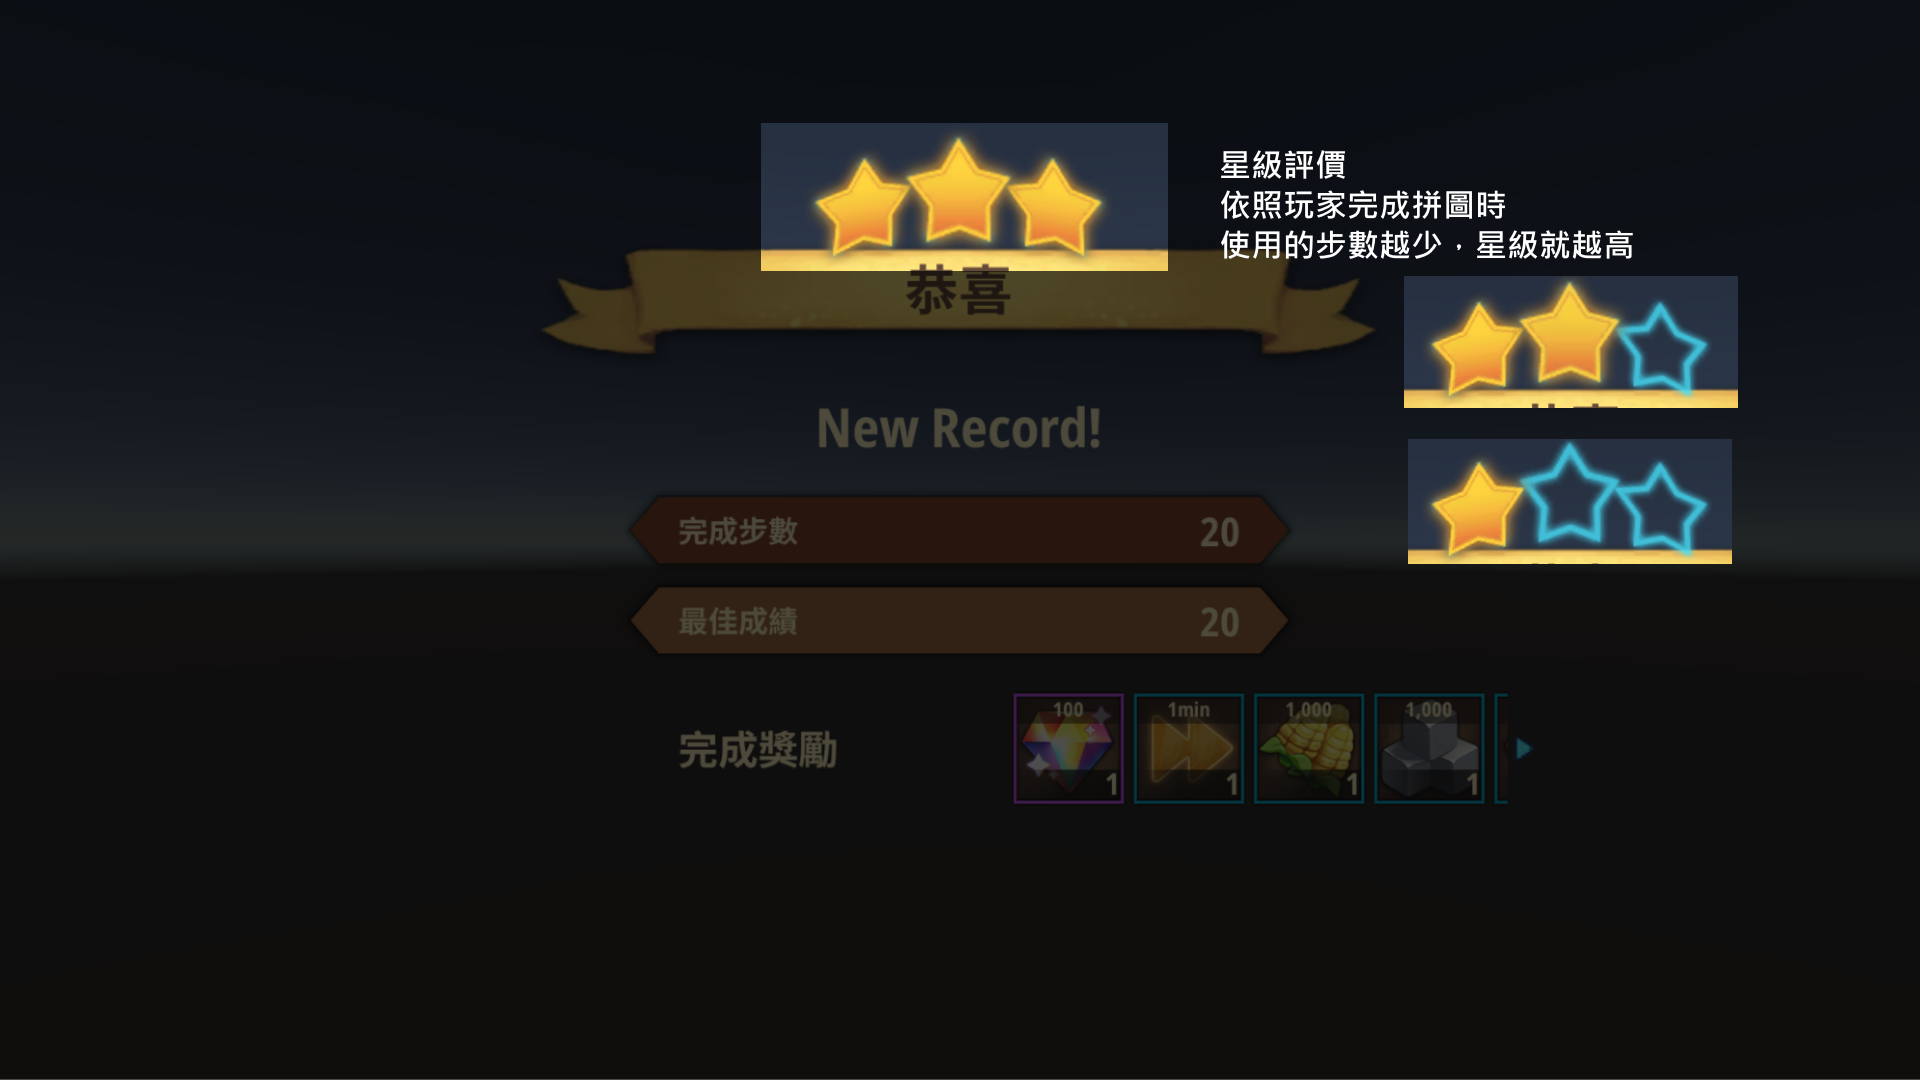 星級評價
依照玩家完成拼圖時
使用的步數越少，星級就越高
恭喜
New Record!
完成步數 20
最佳成績 20
完成獎勵
100 1min 1,000 1,000
1 1 1 1